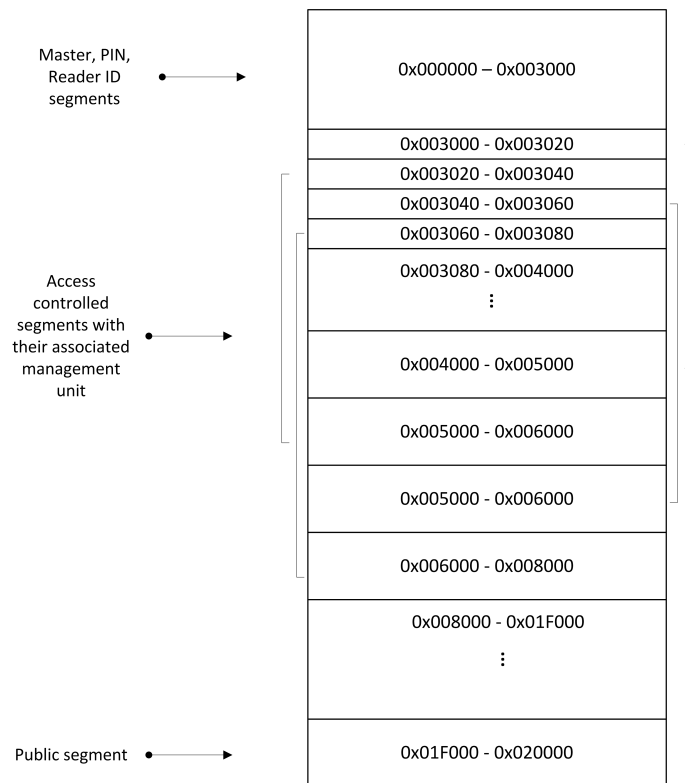 Master, PIN,
Reader ID
segments
0x000000 – 0x003000
0x003000 - 0x003020
0x003020 - 0x003040
0x003040 - 0x003060
0x003060 - 0x003080
0x003080 - 0x004000
Access
controlled
segments with
their associated
management
unit
0x004000 - 0x005000
0x005000 - 0x006000
0x005000 - 0x006000
0x006000 - 0x008000
0x008000 - 0x01F000
Public segment
0x01F000 - 0x020000